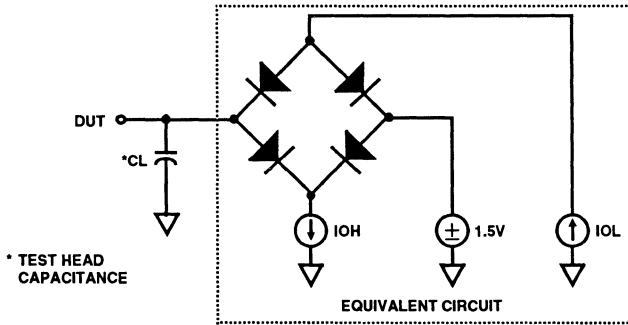 DUT
*CL
IOH
±
1.5V
IOL
* TEST HEAD
CAPACITANCE
EQUIVALENT CIRCUIT